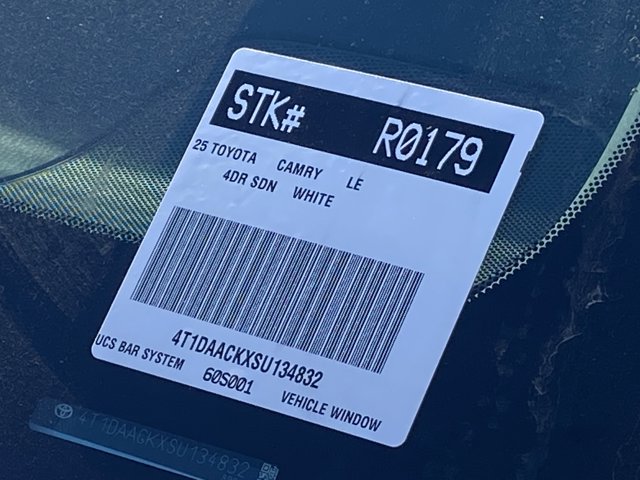 STK# R0179
25 TOYOTA CAMRY LE
4DR SDN WHITE
4T1DAACKXSU134832
UCS BAR SYSTEM 60S001 VEHICLE WINDOW
4T1DAACKXSU134832